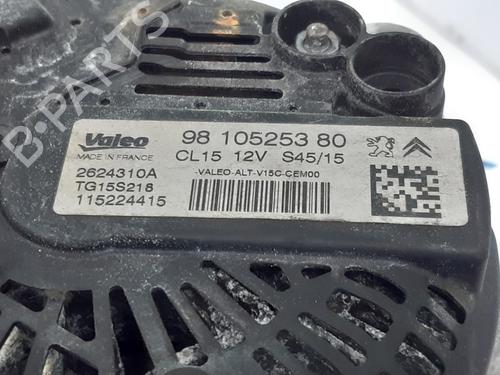 B-PARTS
Valeo
MADE IN FRANCE
98 105253 80
CL15 12V S45/15
2624310A
TG15S218
115224415
-VALEO-ALT-V15C-CEM00